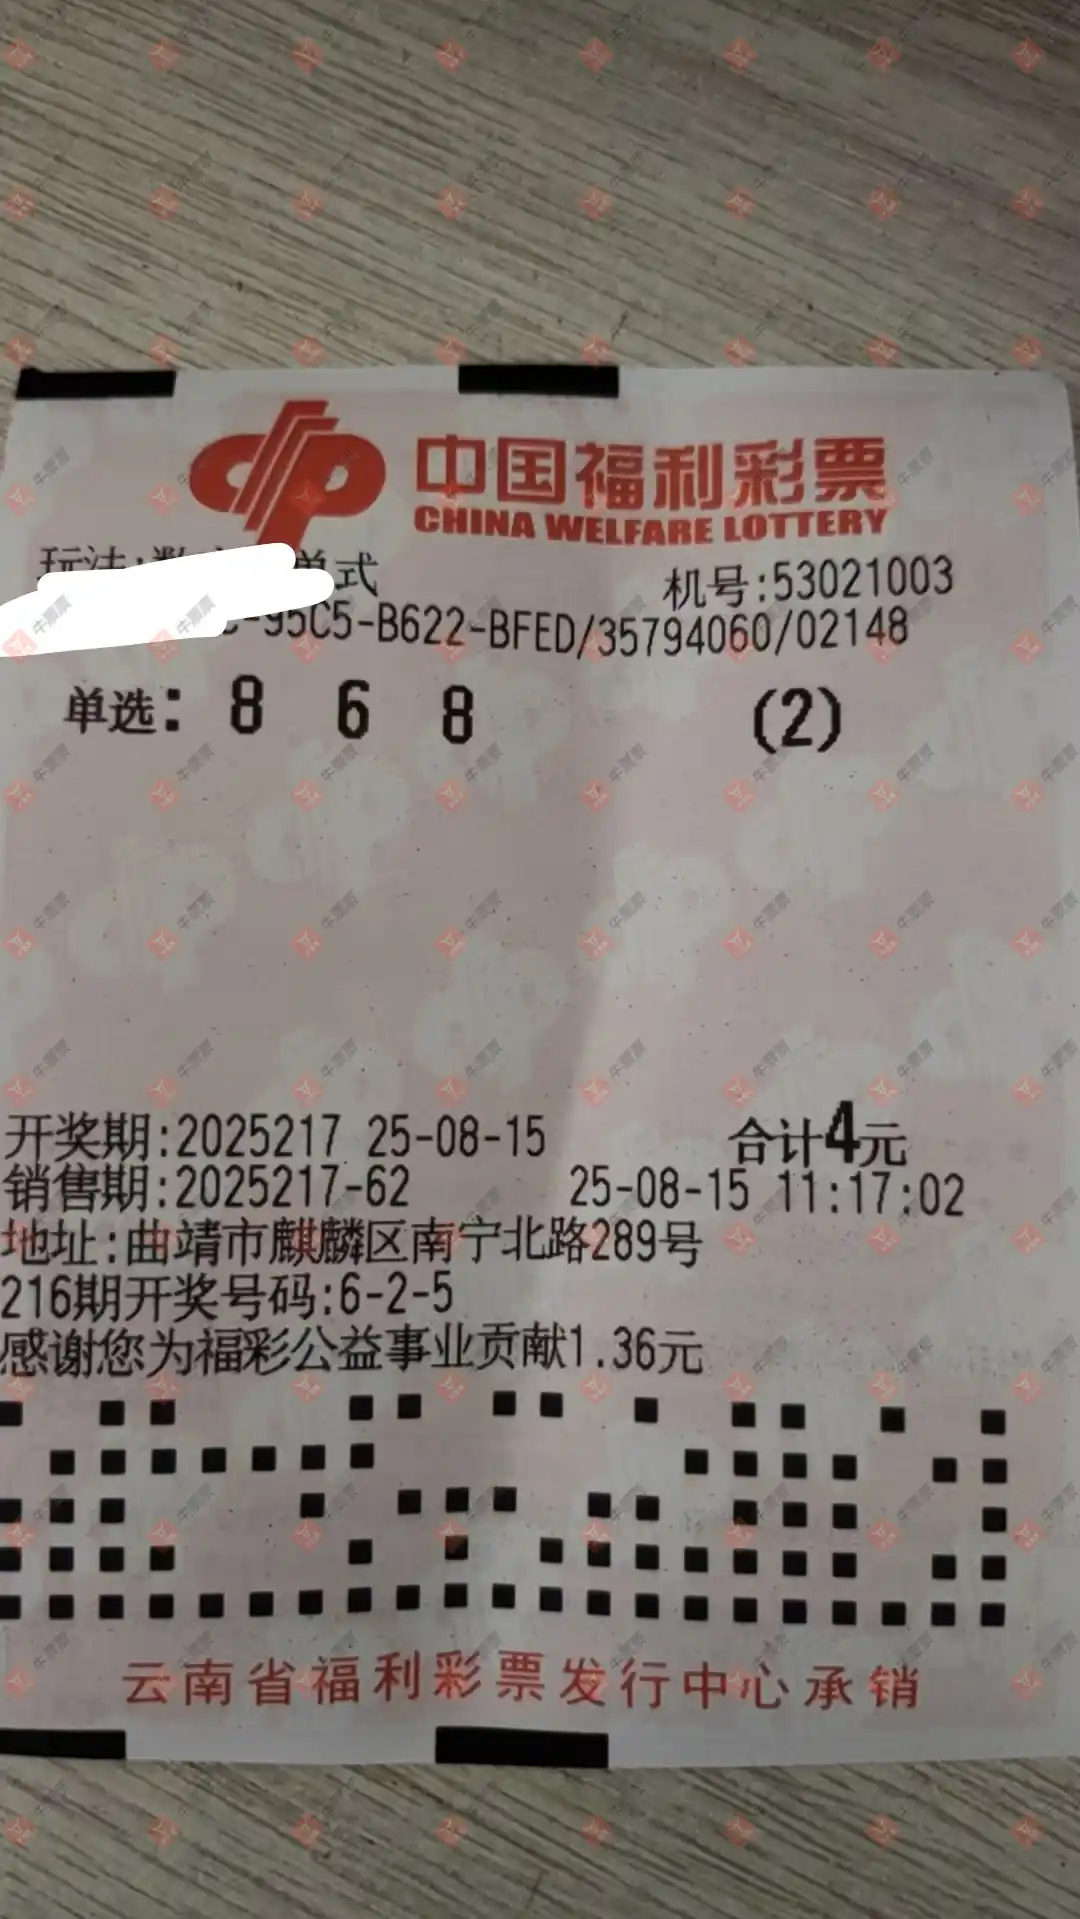 中国福利彩票
CHINA WELFARE LOTTERY
玩法: 单式
机号:53021003
-95C5-B622-BFED/35794060/02148
单选: 8 6 8 (2)
开奖期:2025217 25-08-15 合计4元
销售期:2025217-62 25-08-15 11:17:02
地址:曲靖市麒麟区南宁北路289号
216期开奖号码:6-2-5
感谢您为福彩公益事业贡献1.36元
云南省福利彩票发行中心承销